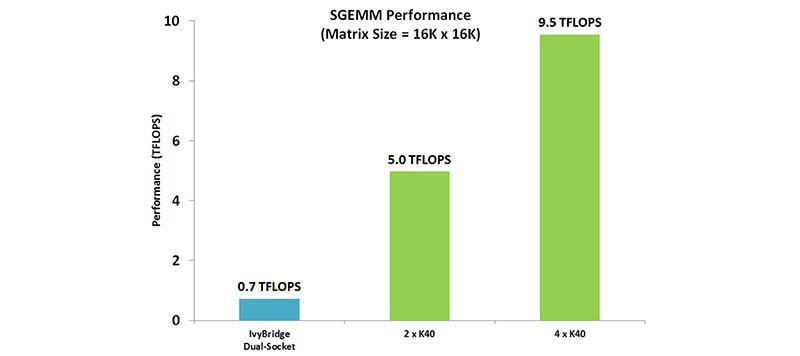 SGEMM Performance
(Matrix Size = 16K x 16K)
Performance (TFLOPS)
10
8
6
4
2
0
0.7 TFLOPS
5.0 TFLOPS
9.5 TFLOPS
IvyBridge
Dual-Socket
2 x K40
4 x K40